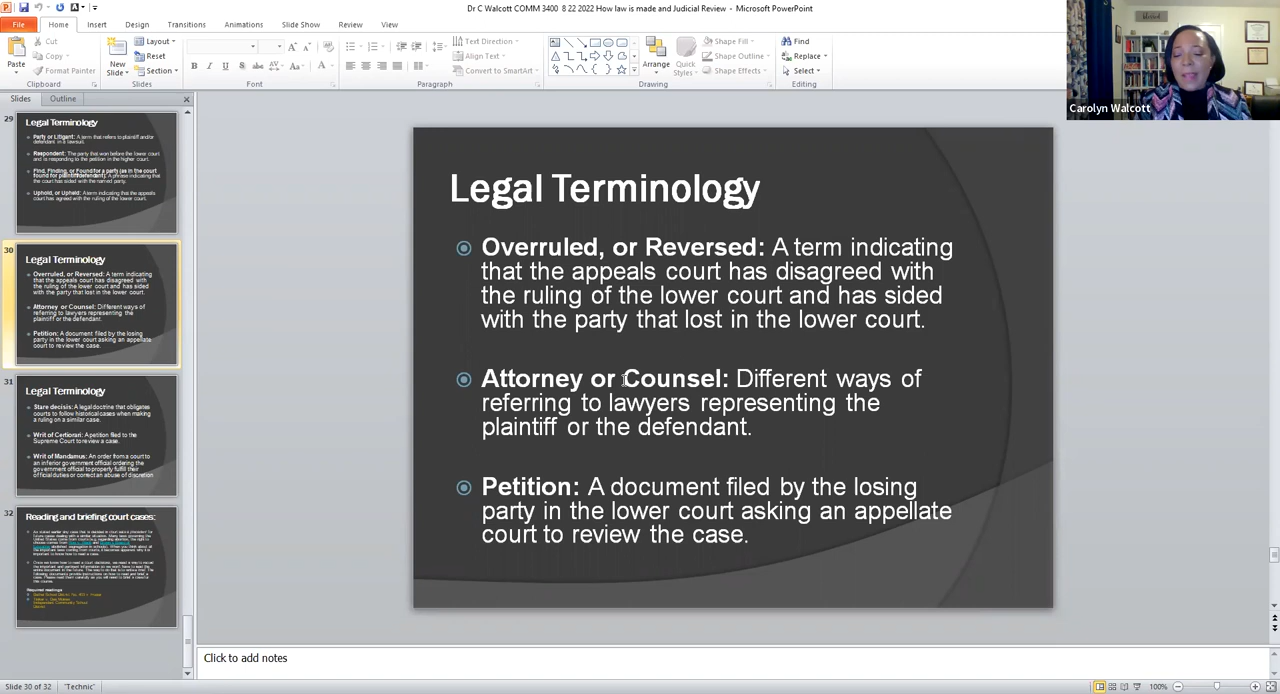 Dr C Walcott COMM 3400 8 22 2022 How law is made and Judicial Review - Microsoft PowerPoint
File Home Insert Design Transitions Animations Slide Show Review View
Paste
Cut
Copy
Format Painter
Clipboard
New
Slide
Layout
Reset
Section
Slides
Font
Paragraph
Text Direction
Align Text
Convert to SmartArt
Arrange
Quick
Styles
Shape Fill
Shape Outline
Shape Effects
Drawing
Find
Replace
Select
Editing
Carolyn Walcott
Slides Outline
29
Legal Terminology
Party or Litigant: A term that refers to plaintiff and/or
defendant in a lawsuit.
Respondent: The party that won before the lower court
and is responding to the petition in the higher court.
Find, Finding, or Found for a party (as in the court
found for plaintiff/defendant): A phrase indicating that
the court has sided with the named party.
Uphold, or Upheld: A term indicating that the appeals
court has agreed with the ruling of the lower court.
30
Legal Terminology
Overruled, or Reversed: A term indicating
that the appeals court has disagreed with
the ruling of the lower court and has sided
with the party that lost in the lower court.
Attorney or Counsel: Different ways of
referring to lawyers representing the
plaintiff or the defendant.
Petition: A document filed by the losing
party in the lower court asking an appellate
court to review the case.
31
Legal Terminology
Stare decisis: A legal doctrine that obligates
courts to follow historical cases when making
a ruling on a similar case.
Writ of Certiorari: A petition filed to the
Supreme Court to review a case.
Writ of Mandamus: An order from a court to
an inferior government official ordering the
government official to properly fulfill their
official duties or correct an abuse of discretion
32
Reading and briefing court cases:
Required readings:
Legal Terminology
Overruled, or Reversed: A term indicating
that the appeals court has disagreed with
the ruling of the lower court and has sided
with the party that lost in the lower court.
Attorney or Counsel: Different ways of
referring to lawyers representing the
plaintiff or the defendant.
Petition: A document filed by the losing
party in the lower court asking an appellate
court to review the case.
Click to add notes
Slide 30 of 32 "Technic"
100%